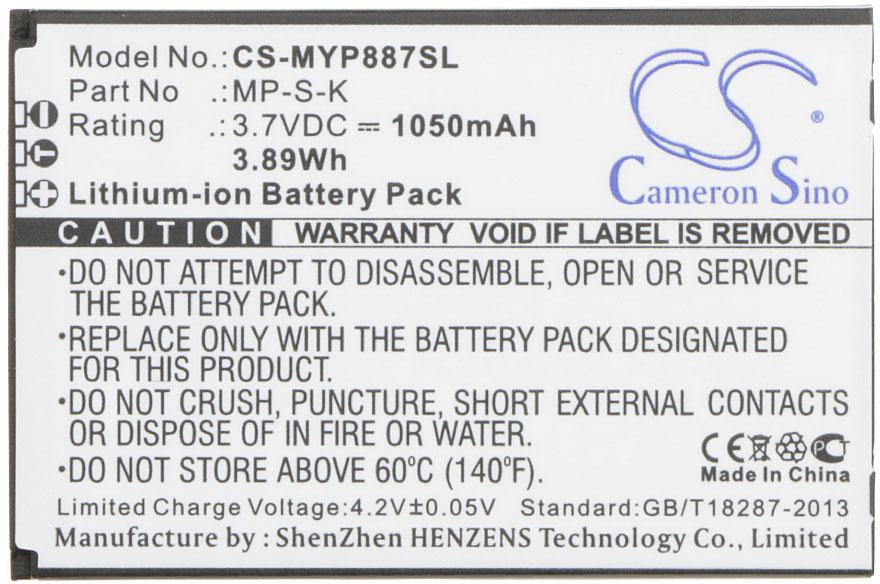 Model No.:CS-MYP887SL
Part No .:MP-S-K
Rating .:3.7VDC ⎓ 1050mAh
3.89Wh
Lithium-ion Battery Pack
CS ®
Cameron Sino
CAUTION WARRANTY VOID IF LABEL IS REMOVED
·DO NOT ATTEMPT TO DISASSEMBLE, OPEN OR SERVICE
THE BATTERY PACK.
·REPLACE ONLY WITH THE BATTERY PACK DESIGNATED
FOR THIS PRODUCT.
·DO NOT CRUSH, PUNCTURE, SHORT EXTERNAL CONTACTS
OR DISPOSE OF IN FIRE OR WATER.
·DO NOT STORE ABOVE 60°C (140°F).
CE PCT
Made In China
Limited Charge Voltage:4.2V±0.05V Standard:GB/T18287-2013
Manufacture by:ShenZhen HENZENS Technology Co., Limited